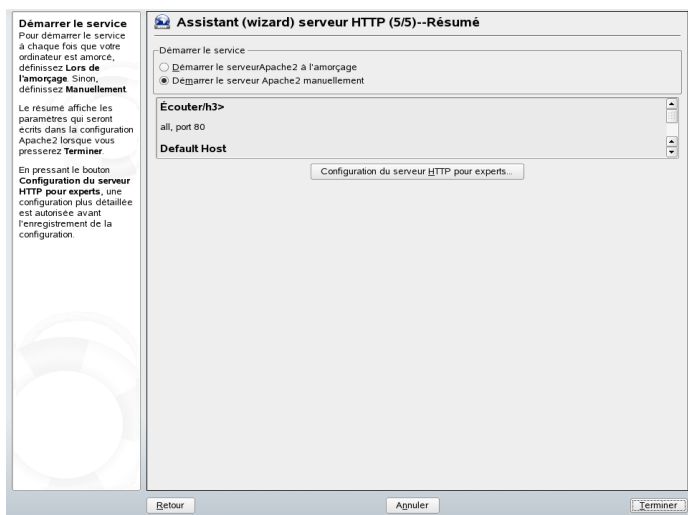 Démarrer le service
Pour démarrer le service
à chaque fois que votre
ordinateur est amorcé,
définissez Lors de
l'amorçage. Sinon,
définissez Manuellement.
Le résumé affiche les
paramètres qui seront
écrits dans la configuration
Apache2 lorsque vous
presserez Terminer.
En pressant le bouton
Configuration du serveur
HTTP pour experts, une
configuration plus détaillée
est autorisée avant
l'enregistrement de la
configuration.
Assistant (wizard) serveur HTTP (5/5)--Résumé
Démarrer le service
Démarrer le serveurApache2 à l'amorçage
Démarrer le serveur Apache2 manuellement
Écouter/h3>
all, port 80
Default Host
Configuration du serveur HTTP pour experts...
Retour
Annuler
Terminer